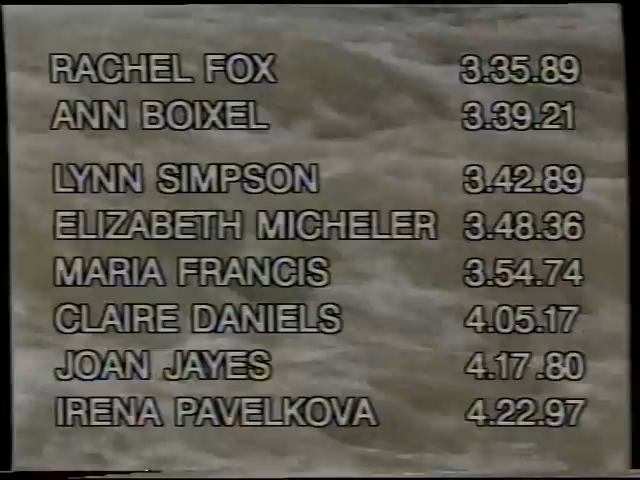 RACHEL FOX 3.35.89
ANN BOIXEL 3.39.21
LYNN SIMPSON 3.42.89
ELIZABETH MICHELER 3.48.36
MARIA FRANCIS 3.54.74
CLAIRE DANIELS 4.05.17
JOAN JAYES 4.17.80
IRENA PAVELKOVA 4.22.97